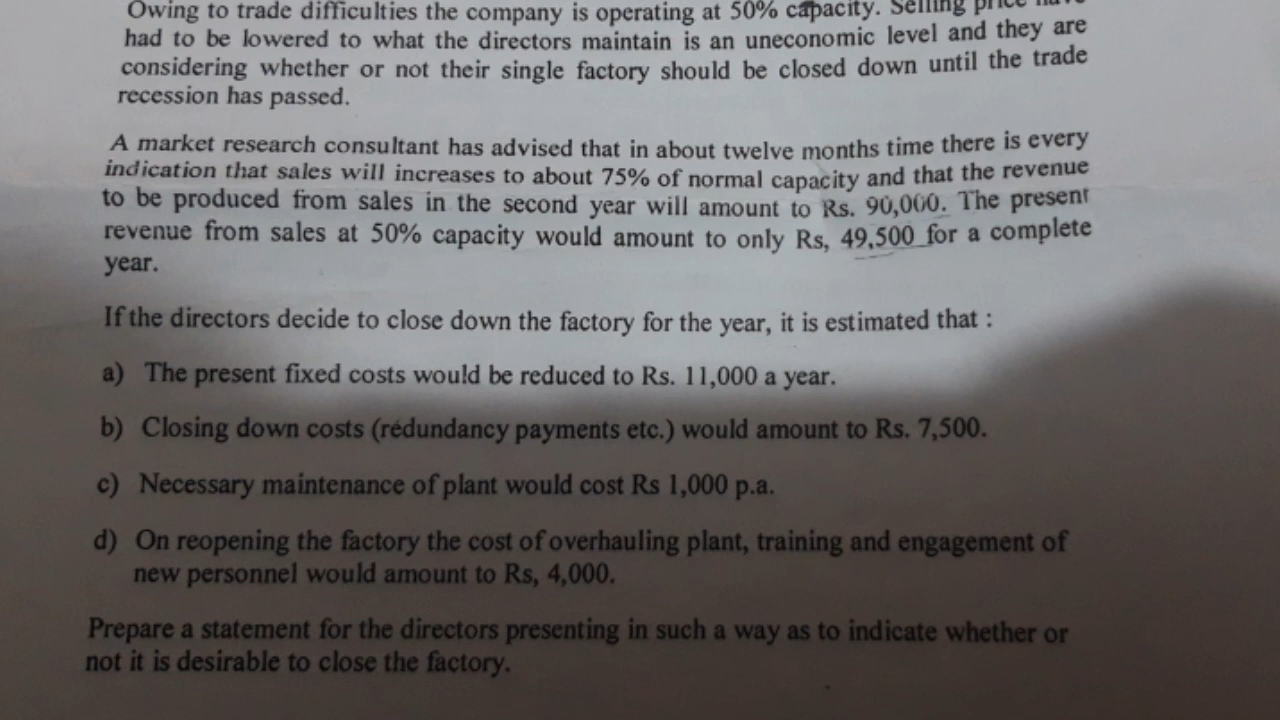 Owing to trade difficulties the company is operating at 50% capacity. Selling price have
had to be lowered to what the directors maintain is an uneconomic level and they are
considering whether or not their single factory should be closed down until the trade
recession has passed.
A market research consultant has advised that in about twelve months time there is every
indication that sales will increases to about 75% of normal capacity and that the revenue
to be produced from sales in the second year will amount to Rs. 90,000. The present
revenue from sales at 50% capacity would amount to only Rs, 49,500 for a complete
year.
If the directors decide to close down the factory for the year, it is estimated that :
a) The present fixed costs would be reduced to Rs. 11,000 a year.
b) Closing down costs (redundancy payments etc.) would amount to Rs. 7,500.
c) Necessary maintenance of plant would cost Rs 1,000 p.a.
d) On reopening the factory the cost of overhauling plant, training and engagement of
new personnel would amount to Rs, 4,000.
Prepare a statement for the directors presenting in such a way as to indicate whether or
not it is desirable to close the factory.